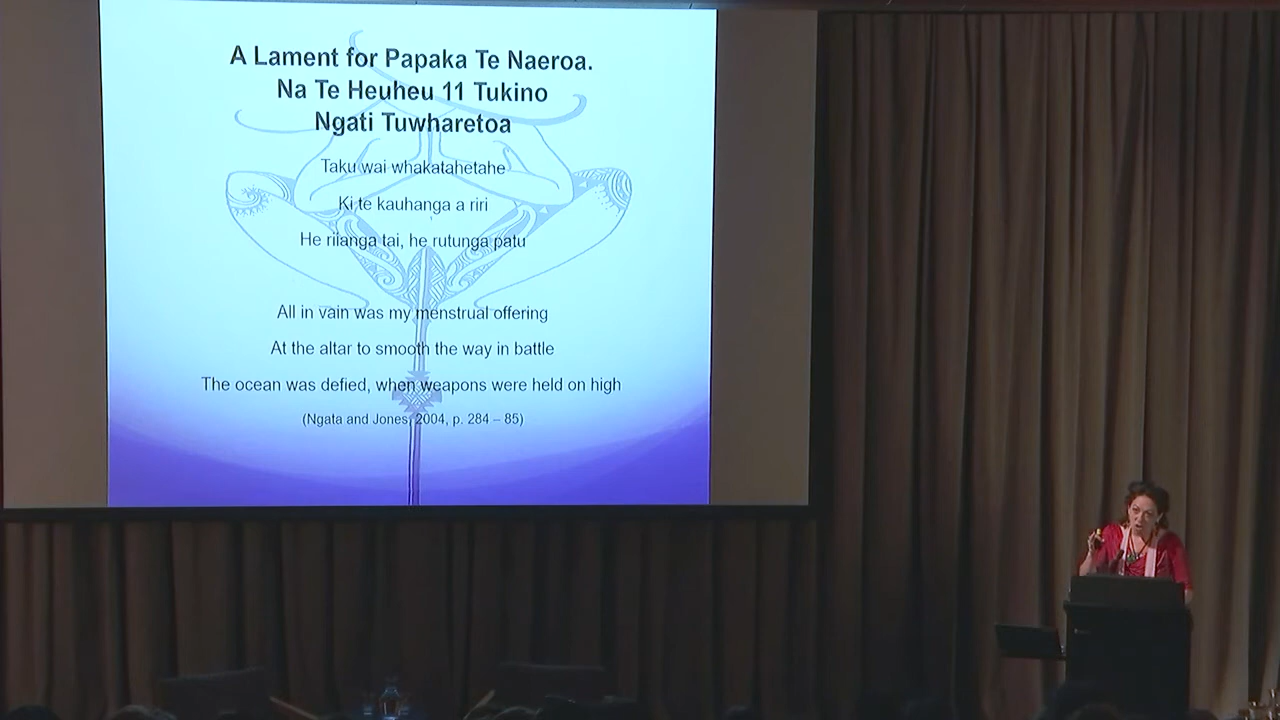 A Lament for Papaka Te Naeroa.
Na Te Heuheu 11 Tukino
Ngati Tuwharetoa
Taku wai whakatahetahe
Ki te kauhanga a riri
He riianga tai, he rutunga patu
All in vain was my menstrual offering
At the altar to smooth the way in battle
The ocean was defied, when weapons were held on high
(Ngata and Jones, 2004, p. 284 – 85)